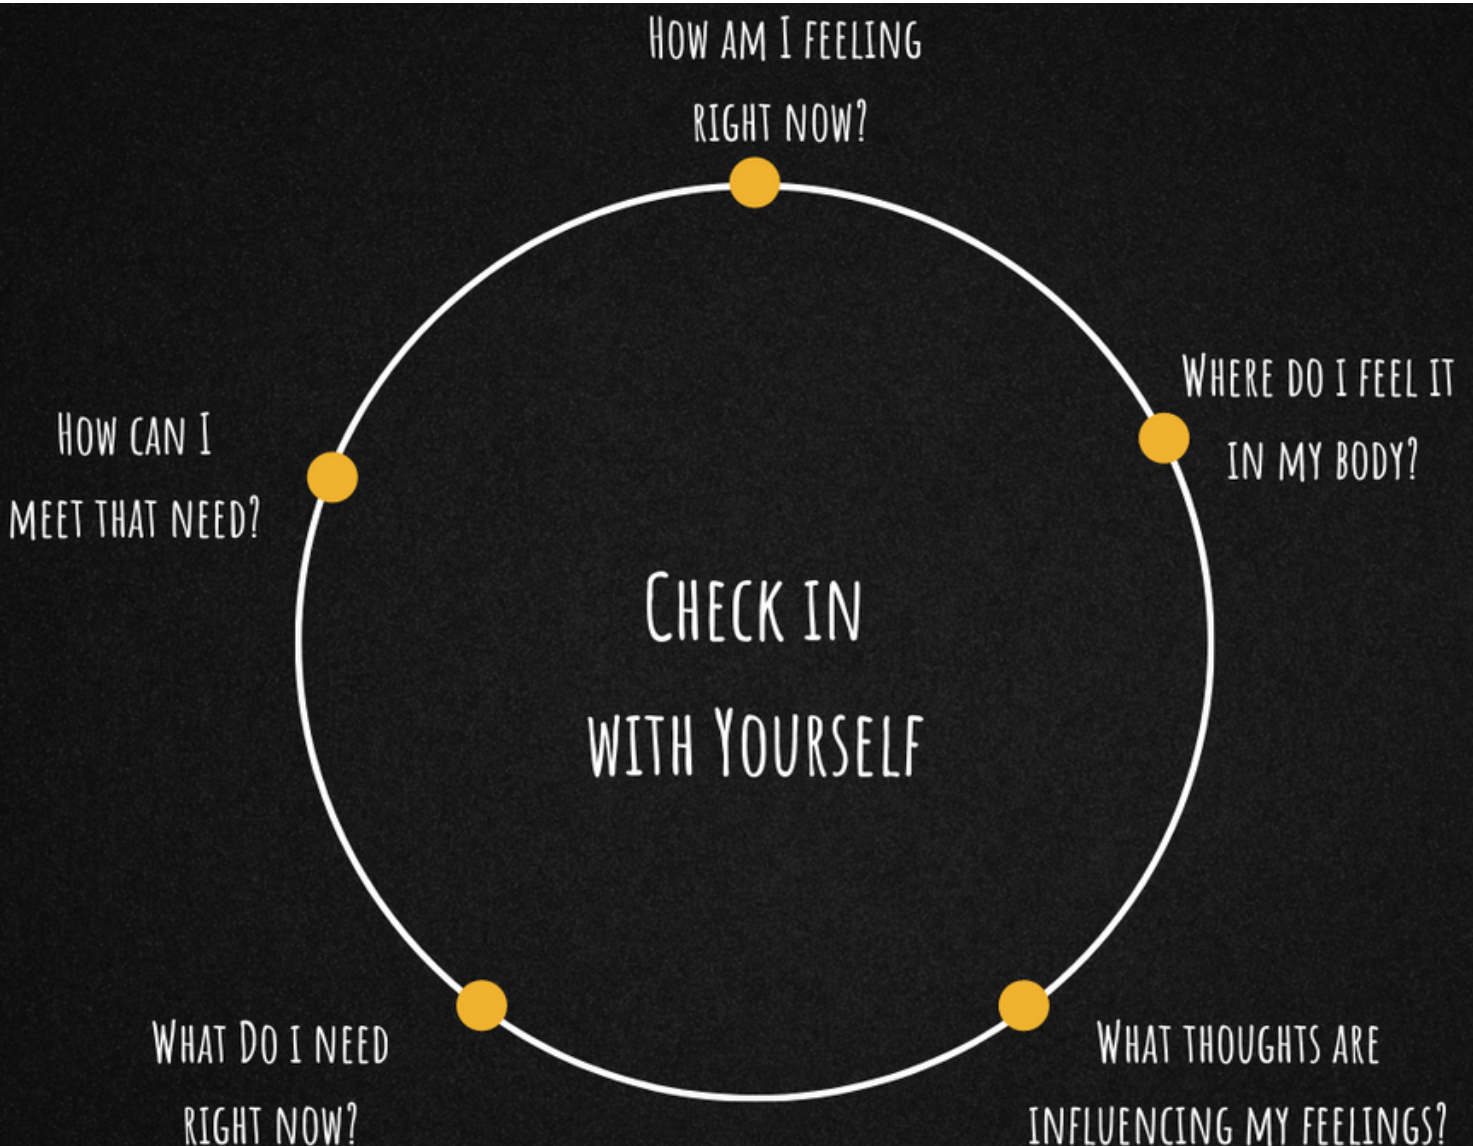 How am I feeling
right now?
Where do I feel it
in my body?
What thoughts are
influencing my feelings?
What Do i need
right now?
How can I
meet that need?
Check in
with Yourself